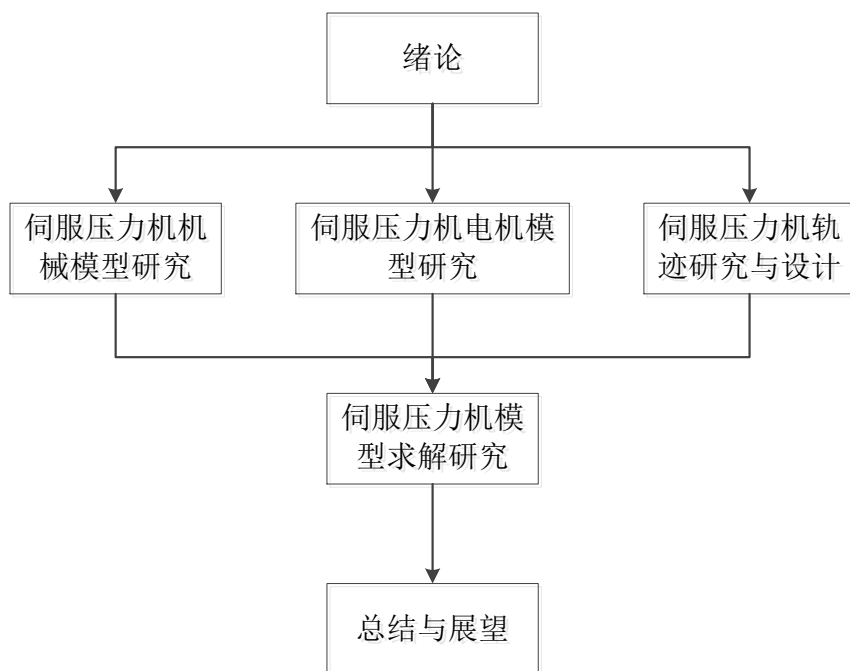 绪论
伺服压力机机
械模型研究
伺服压力机电机模
型研究
伺服压力机轨
迹研究与设计
伺服压力机模
型求解研究
总结与展望